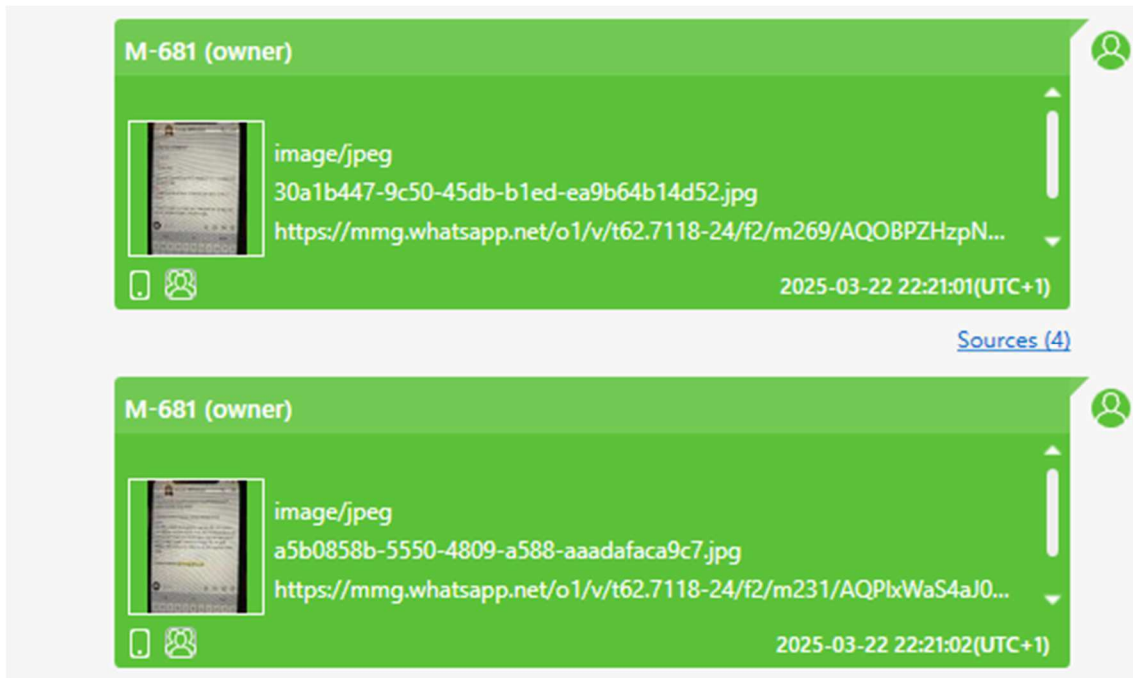 M-681 (owner)
image/jpeg
30a1b447-9c50-45db-b1ed-ea9b64b14d52.jpg
https://mmg.whatsapp.net/o1/v/t62.7118-24/f2/m269/AQOBPZHzpN...
2025-03-22 22:21:01(UTC+1)
Sources (4)
M-681 (owner)
image/jpeg
a5b0858b-5550-4809-a588-aaadafaca9c7.jpg
https://mmg.whatsapp.net/o1/v/t62.7118-24/f2/m231/AQPlxWaS4aJ0...
2025-03-22 22:21:02(UTC+1)